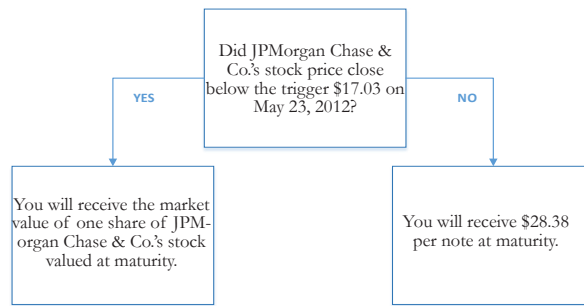 Did JPMorgan Chase &
Co.'s stock price close
below the trigger $17.03 on
May 23, 2012?
YES
NO
You will receive the market
value of one share of JPM-
organ Chase & Co.'s stock
valued at maturity.
You will receive $28.38
per note at maturity.